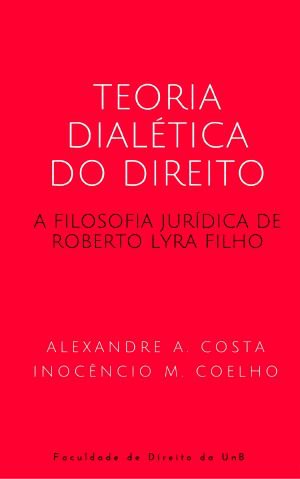 TEORIA
DIALÉTICA
DO DIREITO
A FILOSOFIA JURÍDICA DE
ROBERTO LYRA FILHO
ALEXANDRE A. COSTA
INOCÊNCIO M. COELHO
Faculdade de Direito da UnB